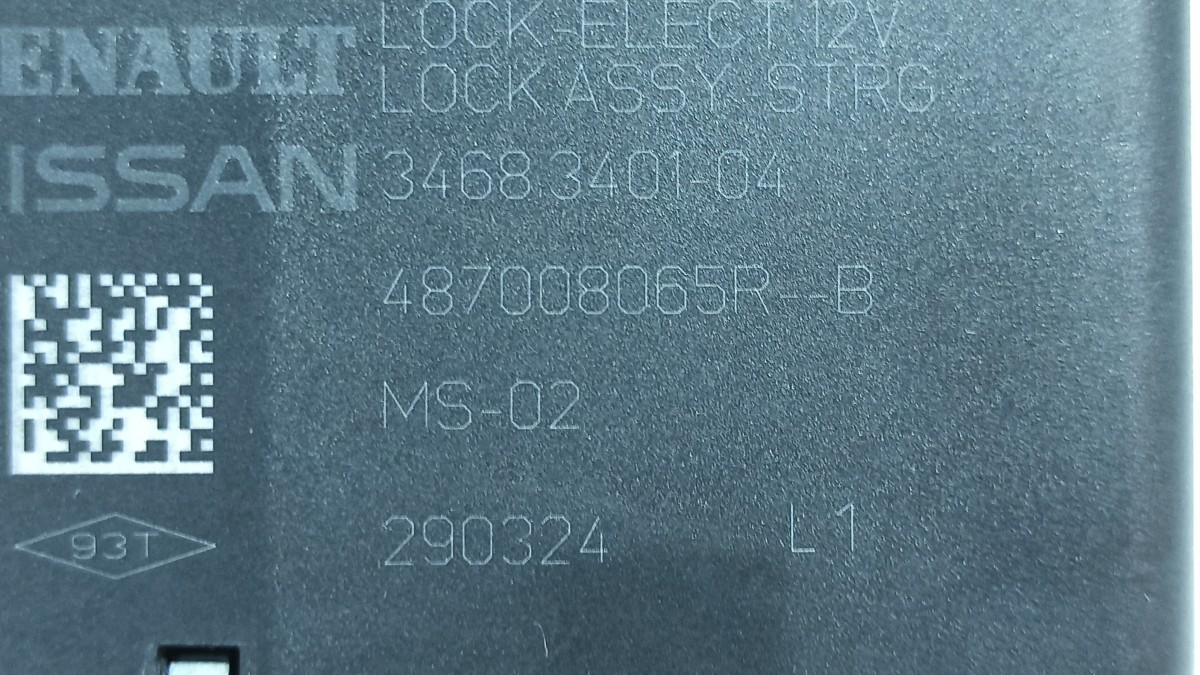 ENAULT
LOCK-ELECT 12V
LOCK ASSY-STRG
ISSAN
3468 3401-04
487008065R--B
MS-02
93T
290324
L1